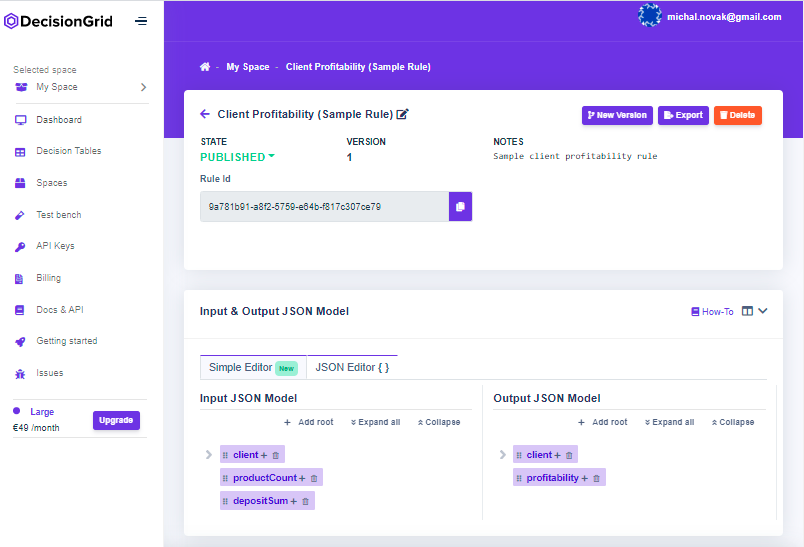 DecisionGrid
michal.novak@gmail.com
Selected space
My Space
Dashboard
Decision Tables
Spaces
Test bench
API Keys
Billing
Docs & API
Getting started
Issues
Large
€49 /month
Upgrade
My Space - Client Profitability (Sample Rule)
Client Profitability (Sample Rule)
New Version
Export
Delete
STATE
PUBLISHED
VERSION
1
NOTES
Sample client profitability rule
Rule Id
9a781b91-a8f2-5759-e64b-f817c307ce79
Input & Output JSON Model
How-To
Simple Editor New
JSON Editor { }
Input JSON Model
+ Add root
Expand all
Collapse
client +
productCount +
depositSum +
Output JSON Model
+ Add root
Expand all
Collapse
client +
profitability +